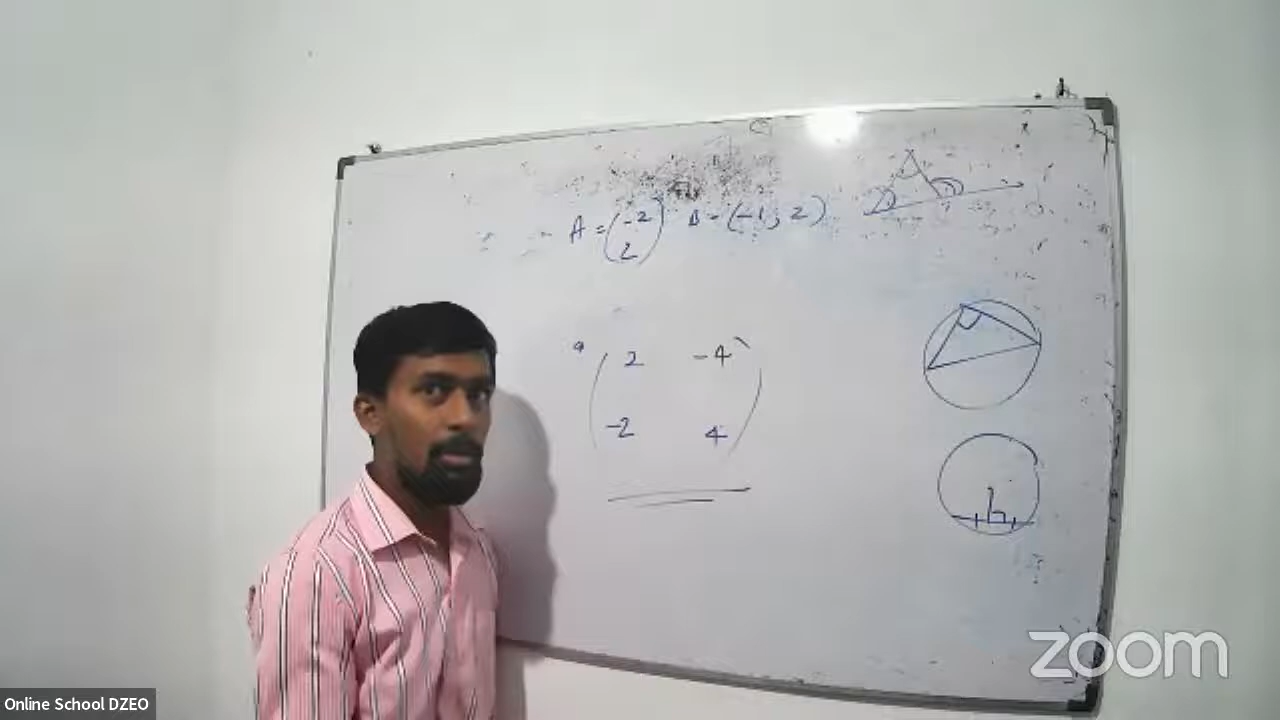 A = (-2 B = (-1, 2)
2)
(2 -4)
(-2 4)
zoom
Online School DZEO